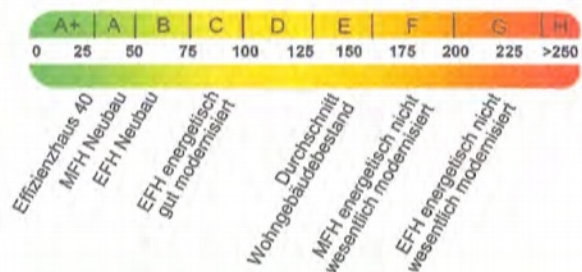 A+ A B C D E F G H
0 25 50 75 100 125 150 175 200 225 >250
Effizienzhaus 40
MFH Neubau
EFH Neubau
EFH energetisch
gut modernisiert
Durchschnitt
Wohngebäudebestand
MFH energetisch nicht
wesentlich modernisiert
EFH energetisch nicht
wesentlich modernisiert